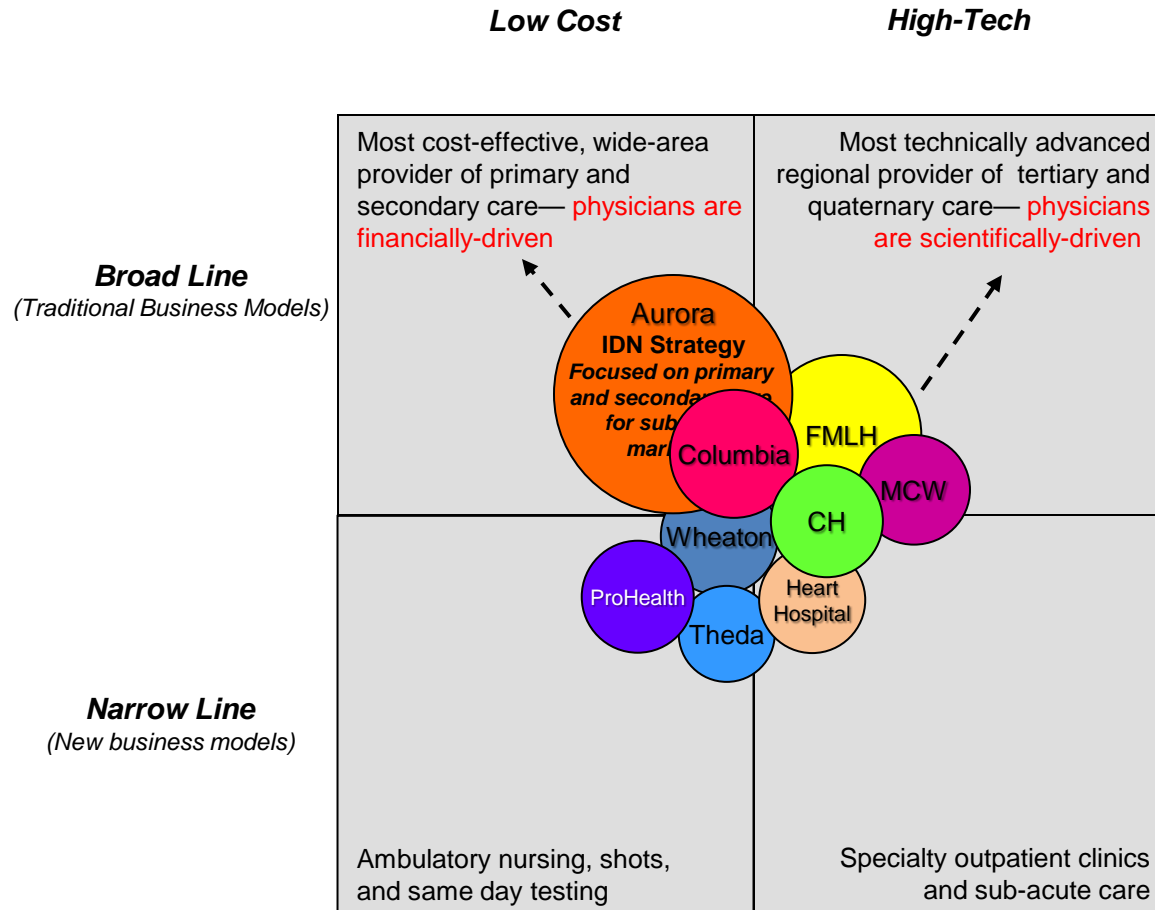 Low Cost
High-Tech
Most cost-effective, wide-area
provider of primary and
secondary care— physicians are
financially-driven
Most technically advanced
regional provider of tertiary and
quaternary care— physicians
are scientifically-driven
Broad Line
(Traditional Business Models)
Aurora
IDN Strategy
Focused on primary
and
for
Columbia
FMLH
MCW
CH
Wheaton
ProHealth
Heart
Hospital
Theda
Narrow Line
(New business models)
Ambulatory nursing, shots,
and same day testing
Specialty outpatient clinics
and sub-acute care